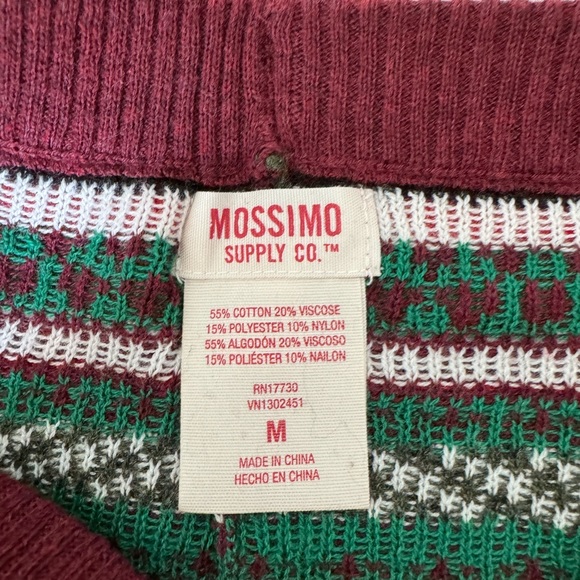 MOSSIMO
SUPPLY CO.™
55% COTTON 20% VISCOSE
15% POLYESTER 10% NYLON
55% ALGODÓN 20% VISCOSO
15% POLIÉSTER 10% NAILON
RN17730
VN1302451
M
MADE IN CHINA
HECHO EN CHINA